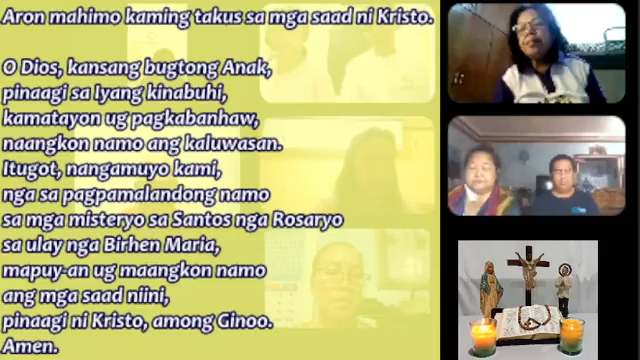 Aron mahimo kaming takus sa mga saad ni Kristo.
O Dios, kansang bugtong Anak,
pinaagi sa Iyang kinabuhi,
kamatayon ug pagkabanhaw,
naangkon namo ang kaluwasan.
Itugot, nangamuyo kami,
nga sa pagpamalandong namo
sa mga misteryo sa Santos nga Rosaryo
sa ulay nga Birhen Maria,
mapuy-an ug maangkon namo
ang mga saad niini,
pinaagi ni Kristo, among Ginoo.
Amen.